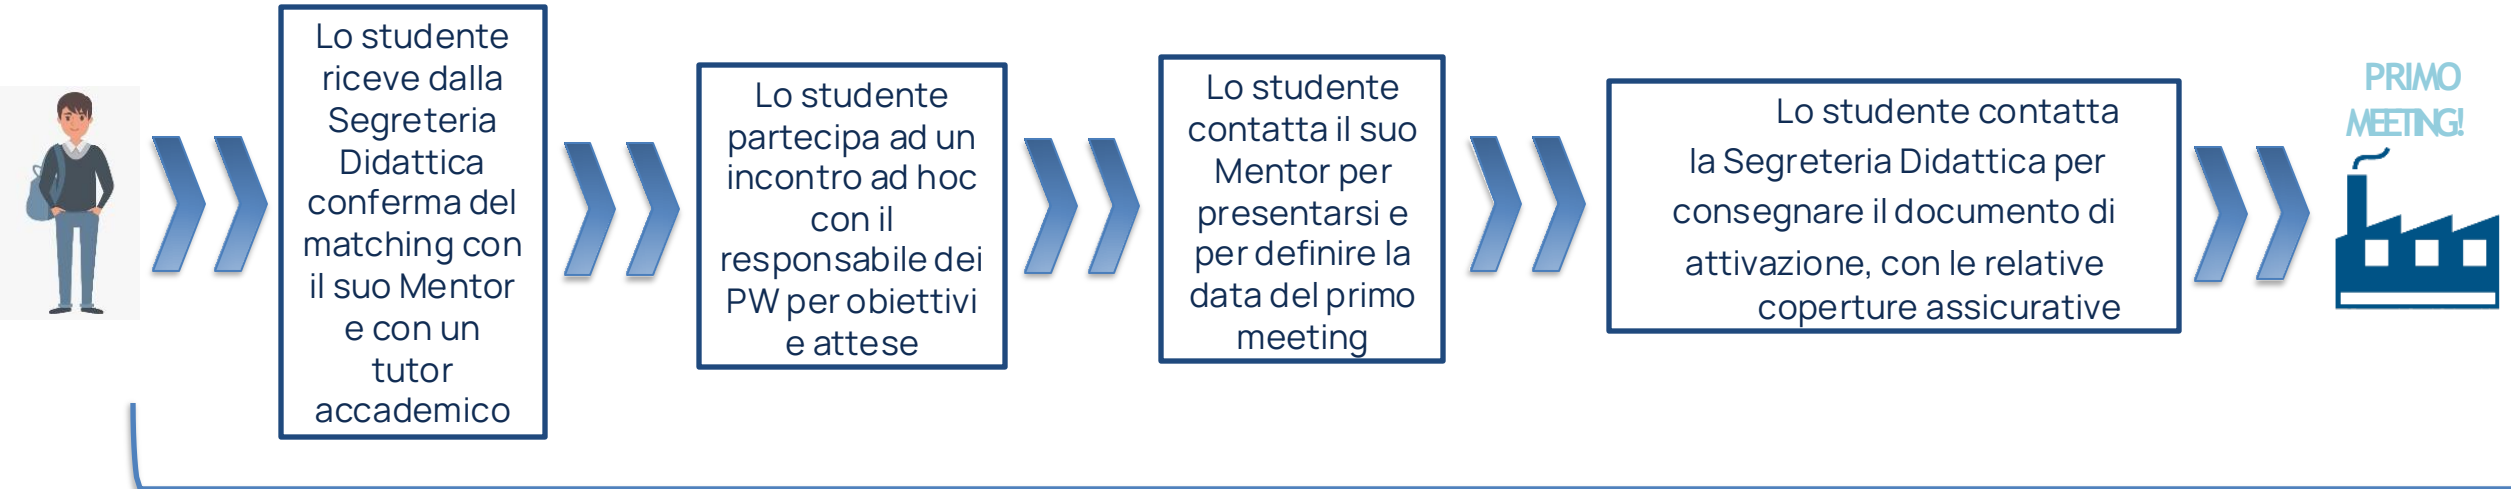 Lo studente
riceve dalla
Segreteria
Didattica
conferma del
matching con
il suo Mentor
e con un
tutor
accademico
Lo studente
partecipa ad un
incontro ad hoc
con il
responsabile dei
PW per obiettivi
e attese
Lo studente
contatta il suo
Mentor per
presentarsi e
per definire la
data del primo
meeting
Lo studente contatta
la Segreteria Didattica per
consegnare il documento di
attivazione, con le relative
coperture assicurative
PRIMO
MEETING!